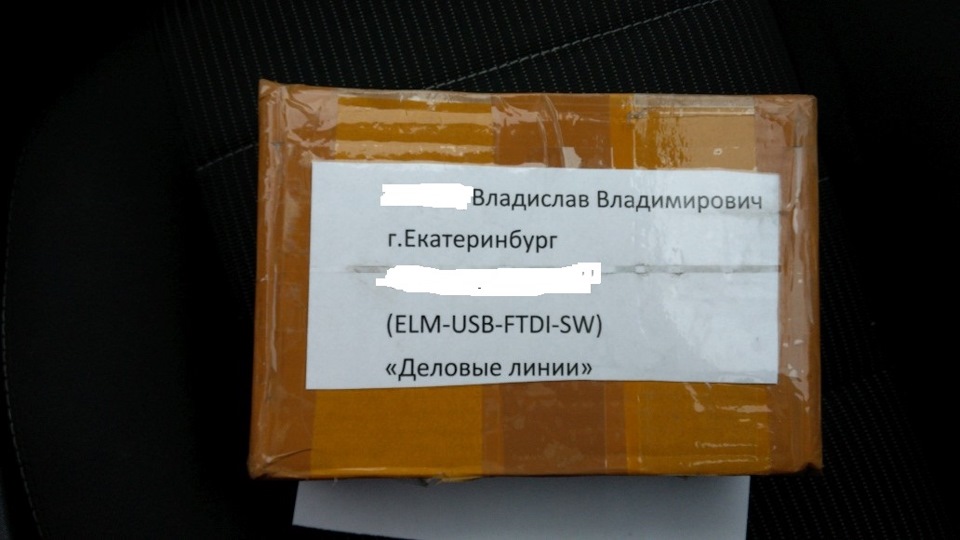 Владислав Владимирович
г.Екатеринбург
(ELM-USB-FTDI-SW)
«Деловые линии»